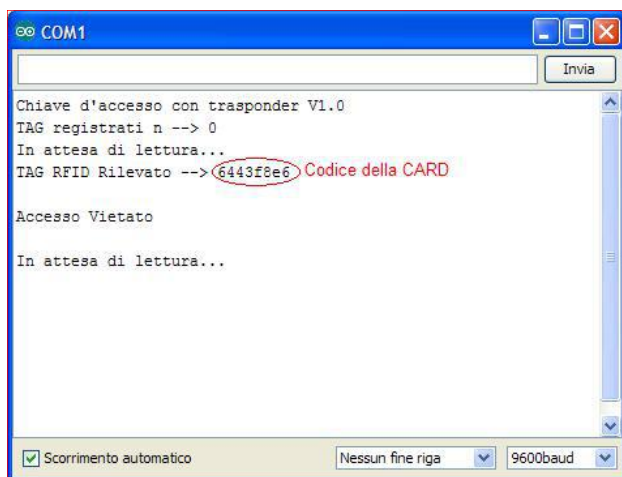 COM1
Invia
Chiave d'accesso con trasponder V1.0
TAG registrati n --> 0
In attesa di lettura...
TAG RFID Rilevato --> 6443f8e6 Codice della CARD
Accesso Vietato
In attesa di lettura...
Scorrimento automatico Nessun fine riga 9600baud